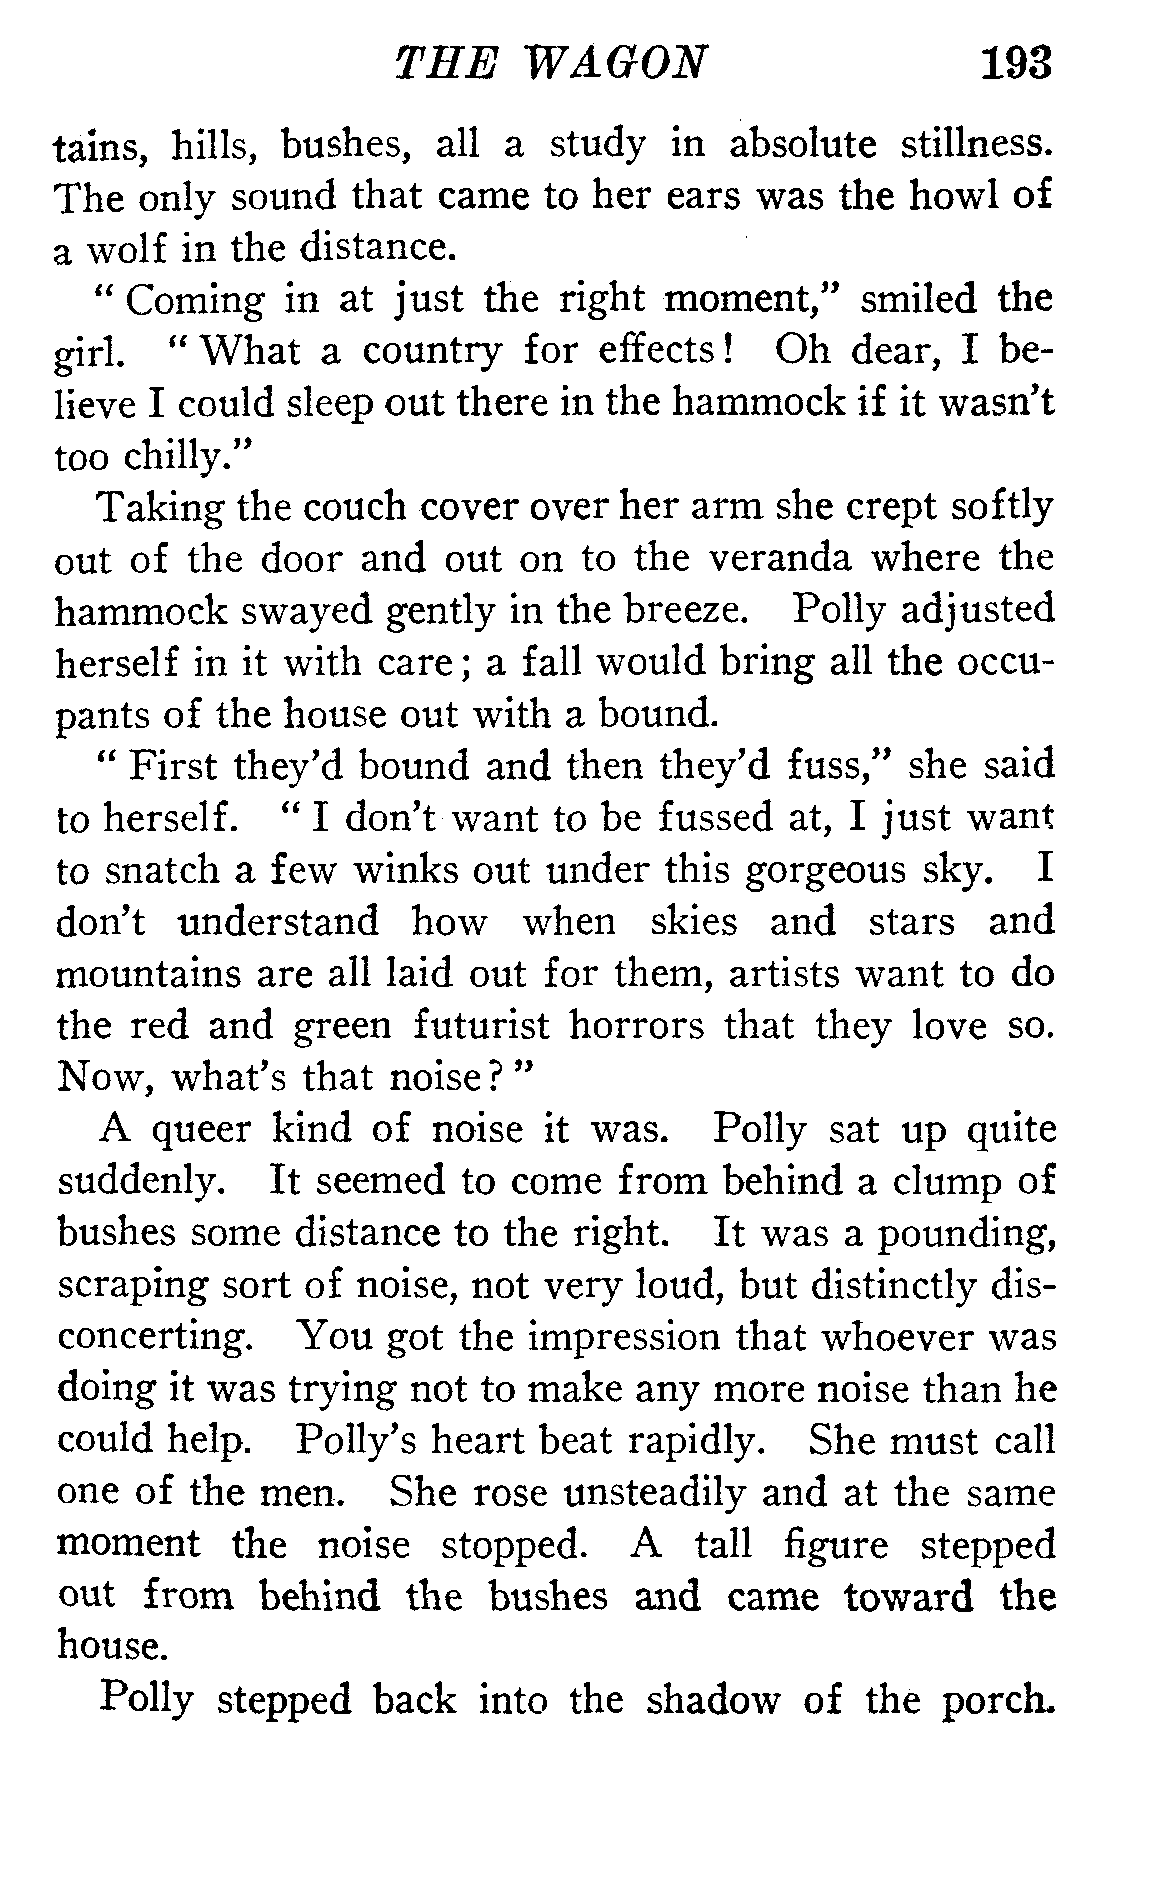 THE WAGON 193
tains, hills, bushes, all a study in absolute stillness.
The only sound that came to her ears was the howl of
a wolf in the distance.
“ Coming in at just the right moment,” smiled the
girl. “ What a country for effects! Oh dear, I be-
lieve I could sleep out there in the hammock if it wasn’t
too chilly.”
Taking the couch cover over her arm she crept softly
out of the door and out on to the veranda where the
hammock swayed gently in the breeze. Polly adjusted
herself in it with care; a fall would bring all the occu-
pants of the house out with a bound.
“ First they’d bound and then they’d fuss,” she said
to herself. “ I don’t want to be fussed at, I just want
to snatch a few winks out under this gorgeous sky. I
don’t understand how when skies and stars and
mountains are all laid out for them, artists want to do
the red and green futurist horrors that they love so.
Now, what’s that noise? ”
A queer kind of noise it was. Polly sat up quite
suddenly. It seemed to come from behind a clump of
bushes some distance to the right. It was a pounding,
scraping sort of noise, not very loud, but distinctly dis-
concerting. You got the impression that whoever was
doing it was trying not to make any more noise than he
could help. Polly’s heart beat rapidly. She must call
one of the men. She rose unsteadily and at the same
moment the noise stopped. A tall figure stepped
out from behind the bushes and came toward the
house.
Polly stepped back into the shadow of the porch.